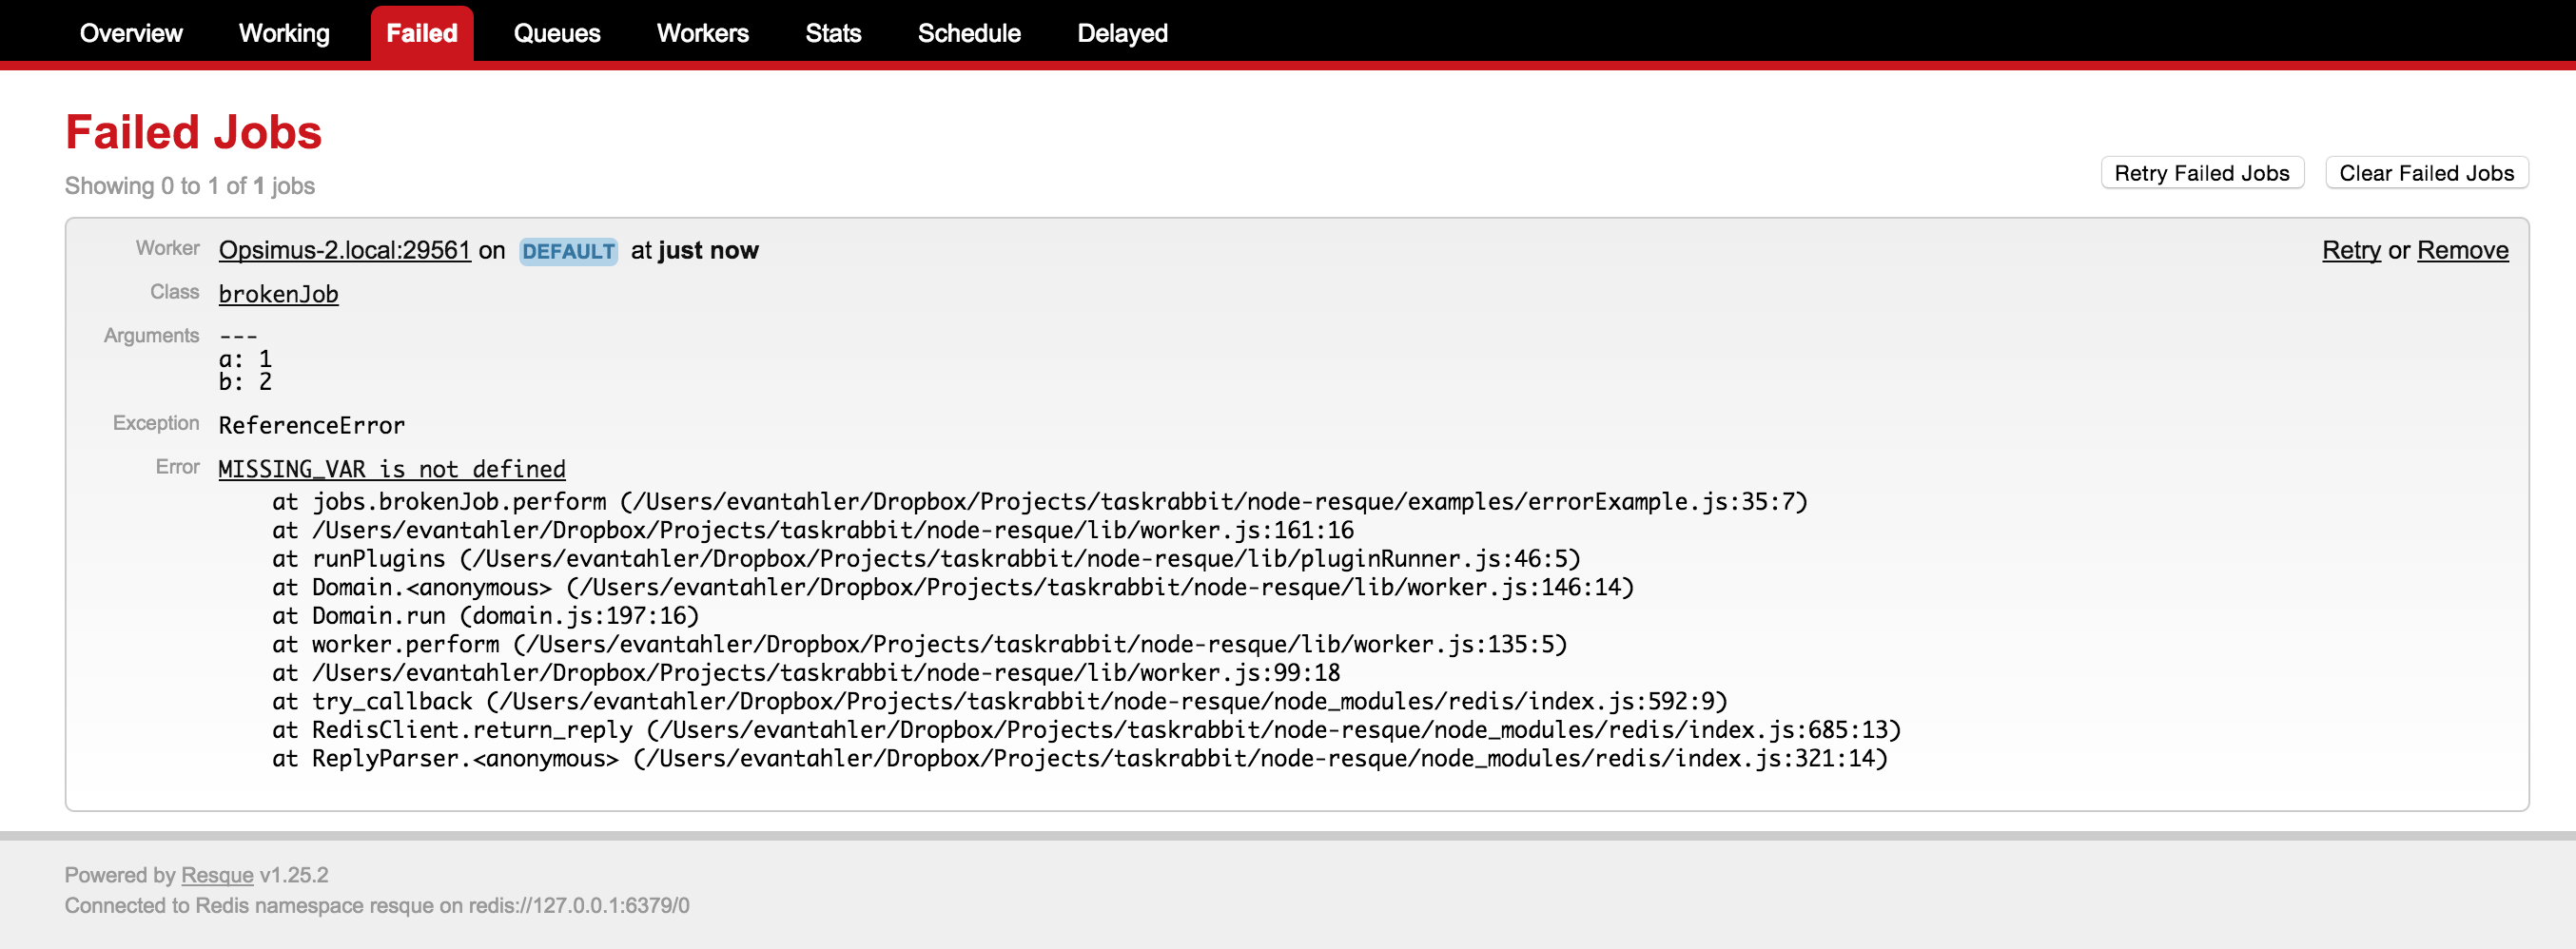 Overview Working Failed Queues Workers Stats Schedule Delayed
Failed Jobs
Showing 0 to 1 of 1 jobs
Retry Failed Jobs Clear Failed Jobs
Worker Opsimus-2.local:29561 on DEFAULT at just now Retry or Remove
Class brokenJob
Arguments ---
a: 1
b: 2
Exception ReferenceError
Error MISSING_VAR is not defined
at jobs.brokenJob.perform (/Users/evantahler/Dropbox/Projects/taskrabbit/node-resque/examples/errorExample.js:35:7)
at /Users/evantahler/Dropbox/Projects/taskrabbit/node-resque/lib/worker.js:161:16
at runPlugins (/Users/evantahler/Dropbox/Projects/taskrabbit/node-resque/lib/pluginRunner.js:46:5)
at Domain.<anonymous> (/Users/evantahler/Dropbox/Projects/taskrabbit/node-resque/lib/worker.js:146:14)
at Domain.run (domain.js:197:16)
at worker.perform (/Users/evantahler/Dropbox/Projects/taskrabbit/node-resque/lib/worker.js:135:5)
at /Users/evantahler/Dropbox/Projects/taskrabbit/node-resque/lib/worker.js:99:18
at try_callback (/Users/evantahler/Dropbox/Projects/taskrabbit/node-resque/node_modules/redis/index.js:592:9)
at RedisClient.return_reply (/Users/evantahler/Dropbox/Projects/taskrabbit/node-resque/node_modules/redis/index.js:685:13)
at ReplyParser.<anonymous> (/Users/evantahler/Dropbox/Projects/taskrabbit/node-resque/node_modules/redis/index.js:321:14)
Powered by Resque v1.25.2
Connected to Redis namespace resque on redis://127.0.0.1:6379/0